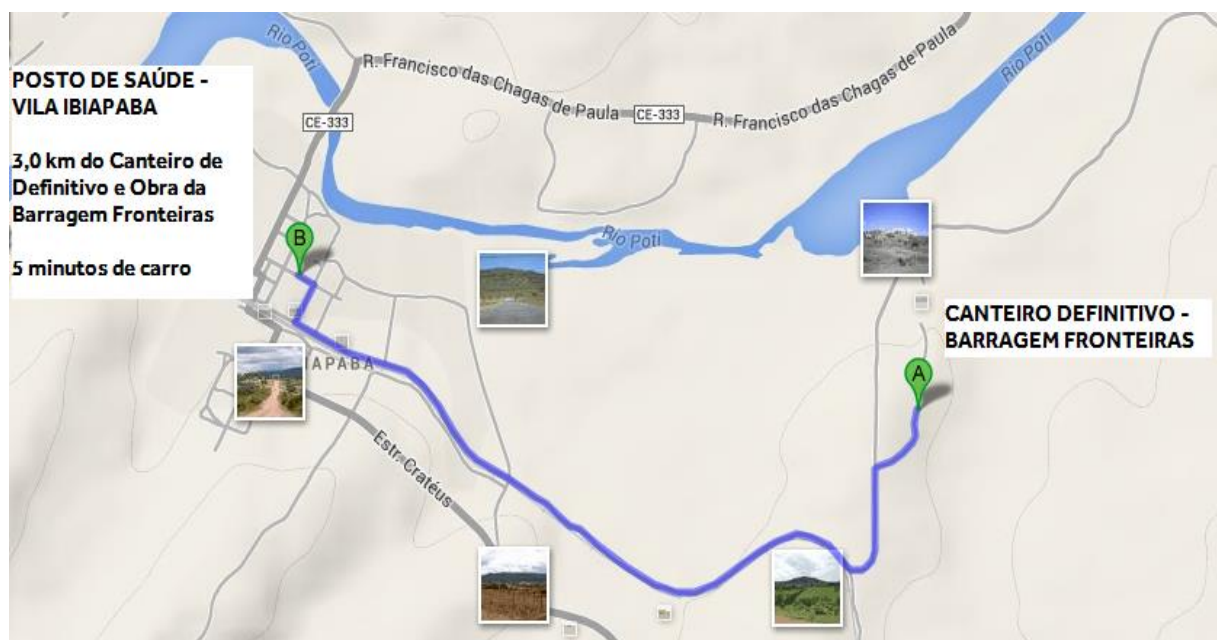 Rio Poti
Rio Poti
R. Francisco das Chagas de Paula
CE-333
R. Francisco das Chagas de Paula
CE-333
POSTO DE SAÚDE -
VILA IBIAPABA
3,0 km do Canteiro de
Definitivo e Obra da
Barragem Fronteiras
5 minutos de carro
B
Rio Poti
CANTEIRO DEFINITIVO -
BARRAGEM FRONTEIRAS
A
IAPABA
Estr. Cratéus